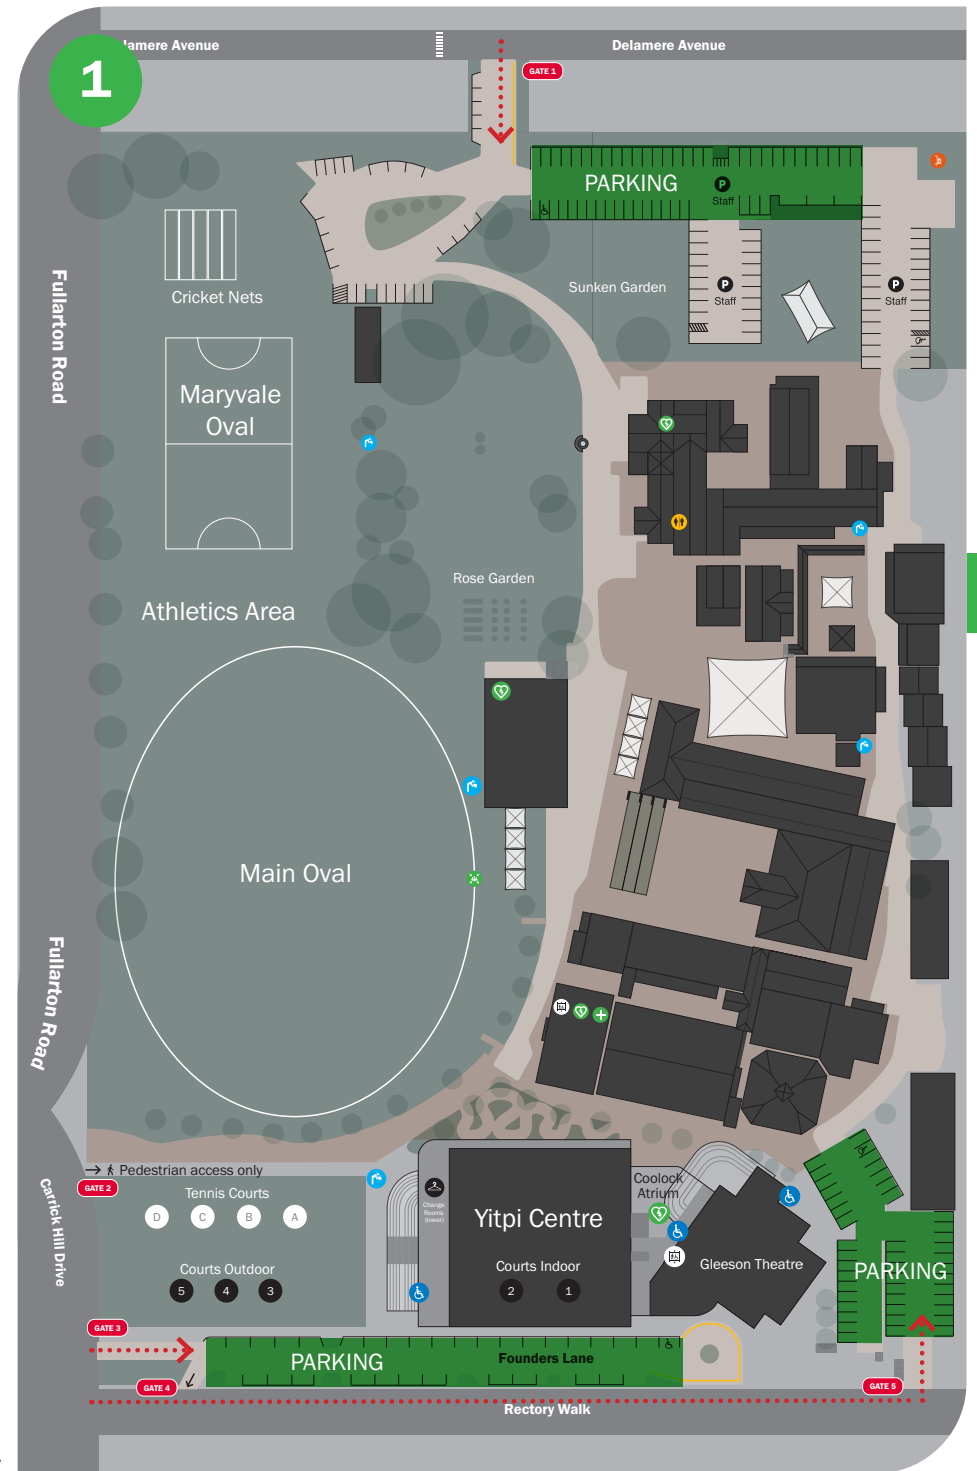 lamere Avenue
Delamere Avenue
1
GATE 1
PARKING
P
Staff
Cricket Nets
Sunken Garden
P
Staff
P
Staff
Fullarton Road
Maryvale
Oval
Rose Garden
Athletics Area
Main Oval
Fullarton Road
Pedestrian access only
GATE 2
Tennis Courts
D
C
B
A
Change
Rooms
(lower)
Yitpi Centre
Coolock
Atrium
Carrick Hill Drive
Courts Outdoor
5
4
3
Courts Indoor
2
1
Gleeson Theatre
PARKING
GATE 3
PARKING
Founders Lane
GATE 4
GATE 5
Rectory Walk